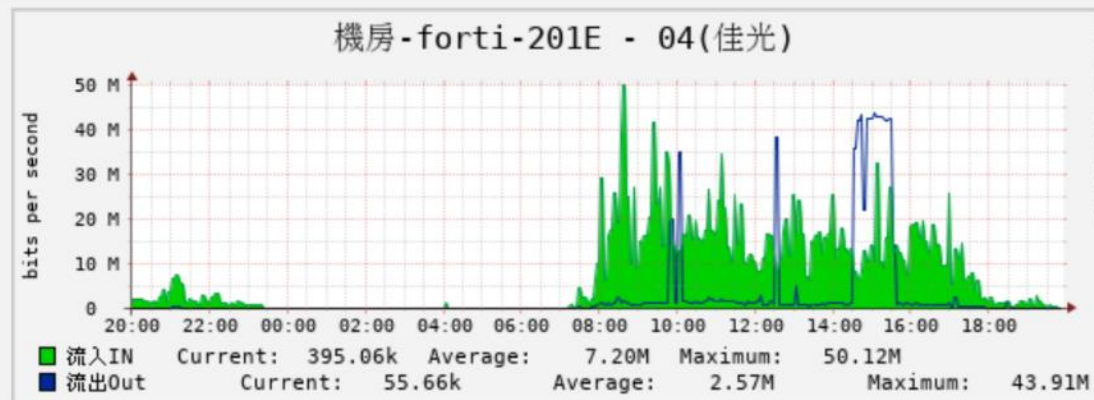 機房-forti-201E - 04(佳光)
bits per second
50 M
40 M
30 M
20 M
10 M
0
20:00 22:00 00:00 02:00 04:00 06:00 08:00 10:00 12:00 14:00 16:00 18:00
流入IN Current: 395.06k Average: 7.20M Maximum: 50.12M
流出Out Current: 55.66k Average: 2.57M Maximum: 43.91M